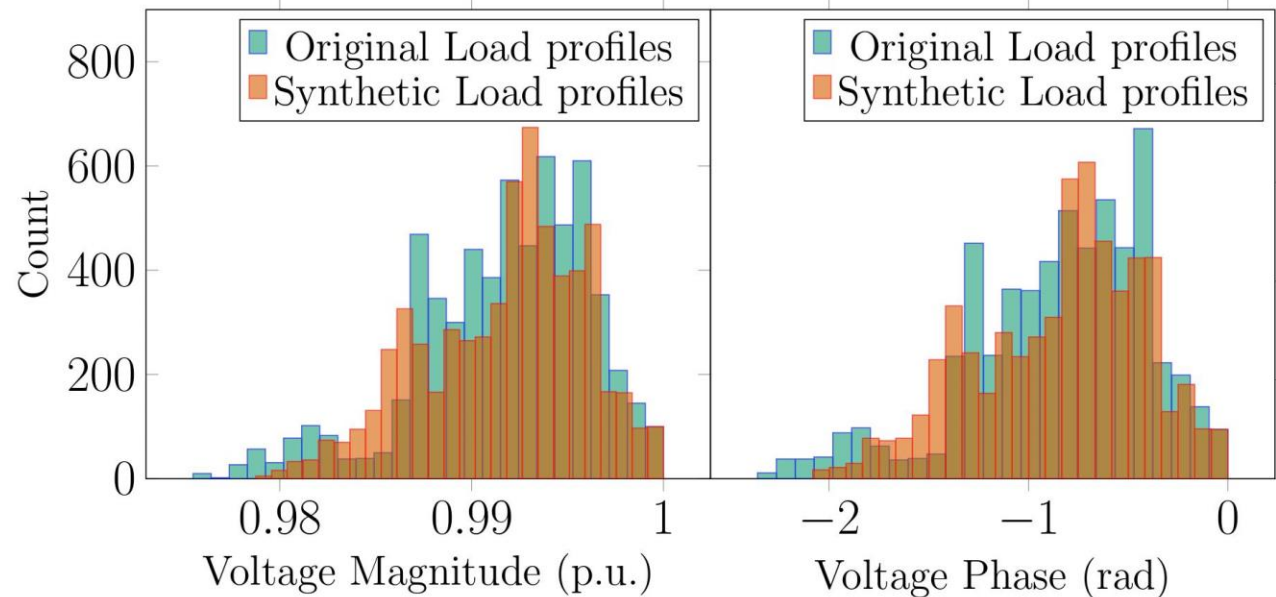 Original Load profiles
Synthetic Load profiles
Original Load profiles
Synthetic Load profiles
Count
800
600
400
200
0
0.98 0.99 1
−2 −1 0
Voltage Magnitude (p.u.)
Voltage Phase (rad)